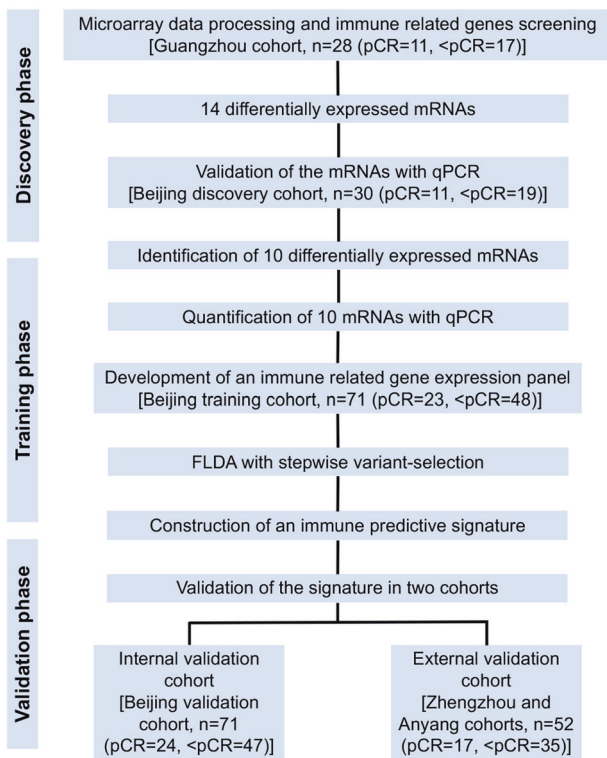 Discovery phase
Microarray data processing and immune related genes screening
[Guangzhou cohort, n=28 (pCR=11, <pCR=17)]
14 differentially expressed mRNAs
Validation of the mRNAs with qPCR
[Beijing discovery cohort, n=30 (pCR=11, <pCR=19)]
Identification of 10 differentially expressed mRNAs
Training phase
Quantification of 10 mRNAs with qPCR
Development of an immune related gene expression panel
[Beijing training cohort, n=71 (pCR=23, <pCR=48)]
FLDA with stepwise variant-selection
Construction of an immune predictive signature
Validation phase
Validation of the signature in two cohorts
Internal validation
cohort
[Beijing validation
cohort, n=71
(pCR=24, <pCR=47)]
External validation
cohort
[Zhengzhou and
Anyang cohorts, n=52
(pCR=17, <pCR=35)]